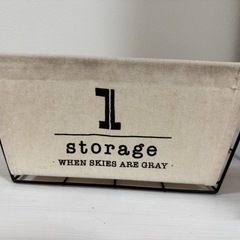 1
storage
· WHEN SKIES ARE GRAY ·